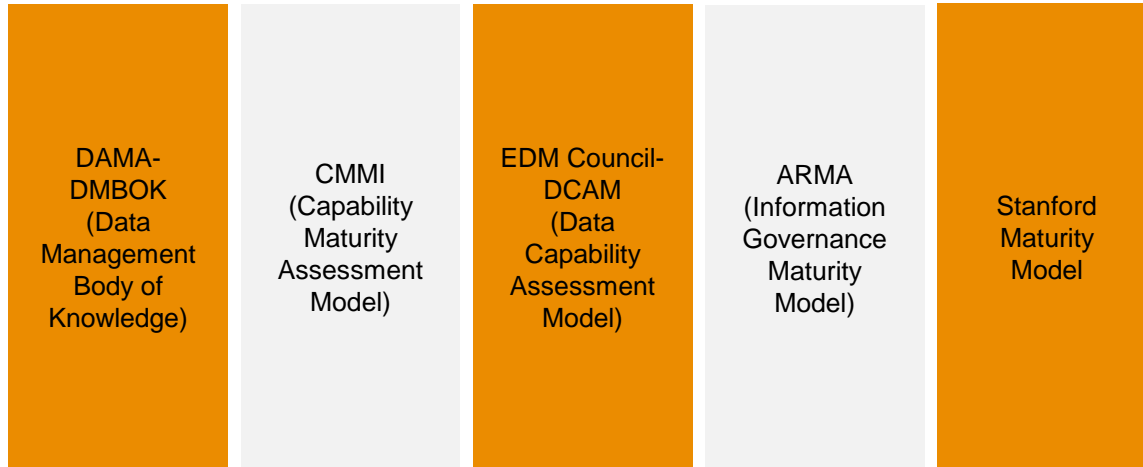 DAMA-
DMBOK
(Data
Management
Body of
Knowledge)
CMMI
(Capability
Maturity
Assessment
Model)
EDM Council-
DCAM
(Data
Capability
Assessment
Model)
ARMA
(Information
Governance
Maturity
Model)
Stanford
Maturity
Model